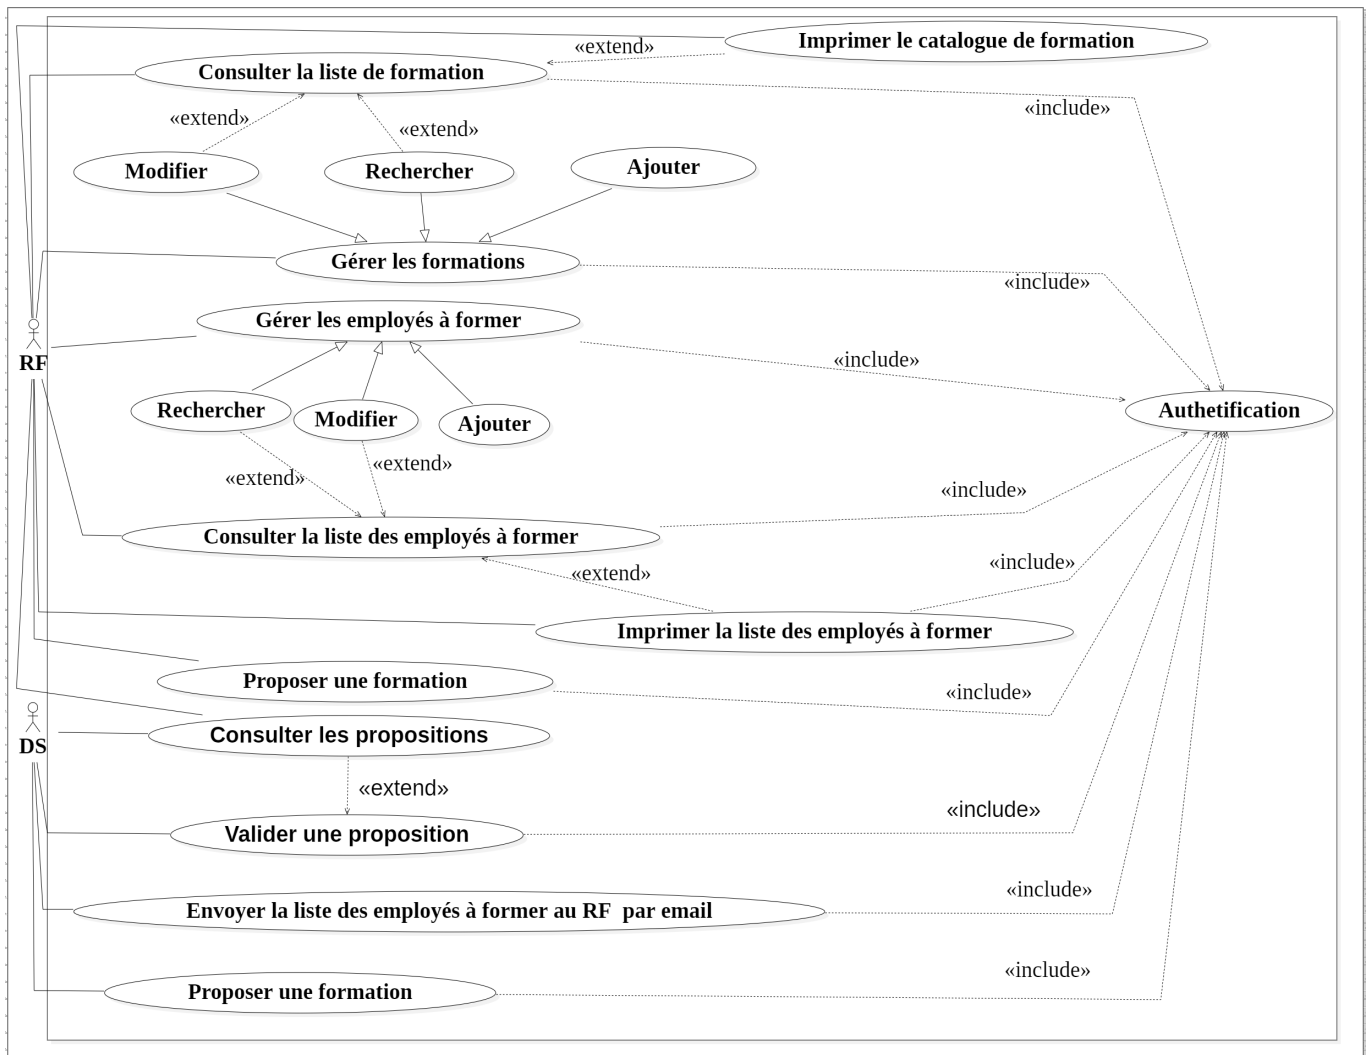 Imprimer le catalogue de formation
«extend»
Consulter la liste de formation
«include»
«extend»
«extend»
Modifier
Rechercher
Ajouter
Gérer les formations
«include»
Gérer les employés à former
RF
«include»
Rechercher
Modifier
Ajouter
Authetification
«extend»
«extend»
«include»
Consulter la liste des employés à former
«include»
«extend»
Imprimer la liste des employés à former
Proposer une formation
«include»
Consulter les propositions
DS
«extend»
«include»
Valider une proposition
«include»
Envoyer la liste des employés à former au RF  par email
«include»
Proposer une formation